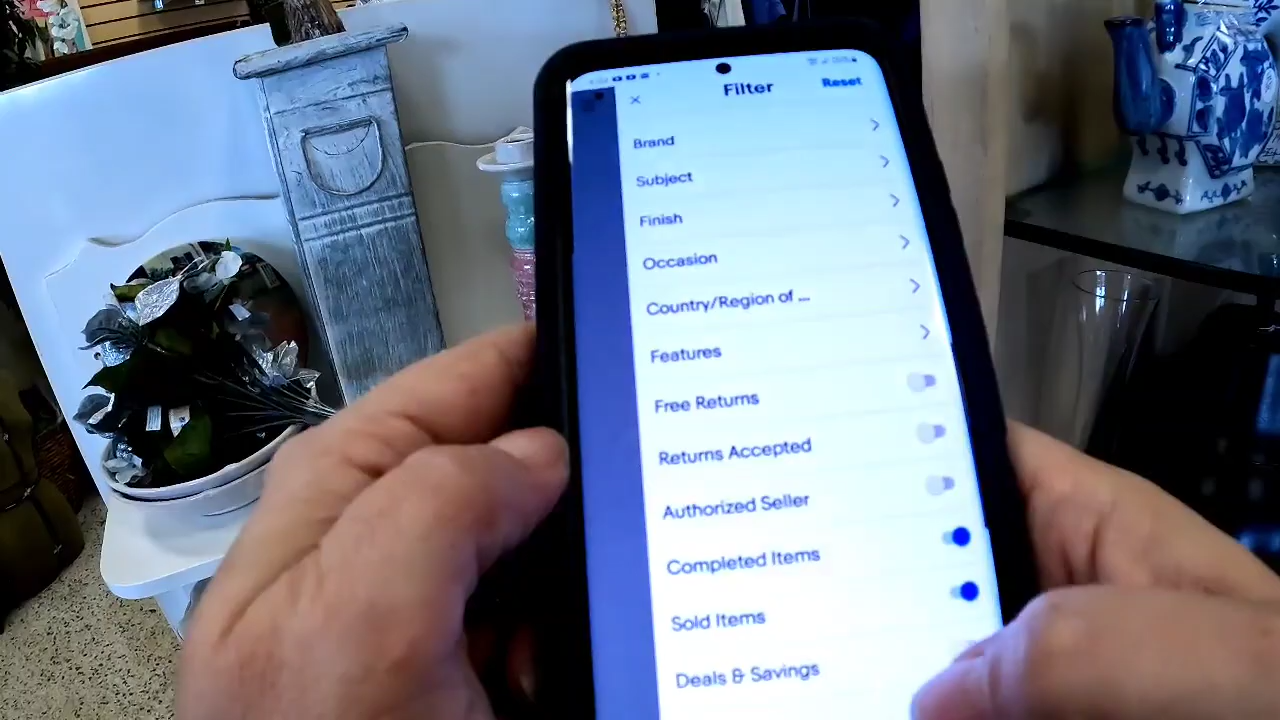 Filter
Reset
Brand
Subject
Finish
Occasion
Country/Region of ...
Features
Free Returns
Returns Accepted
Authorized Seller
Completed Items
Sold Items
Deals & Savings